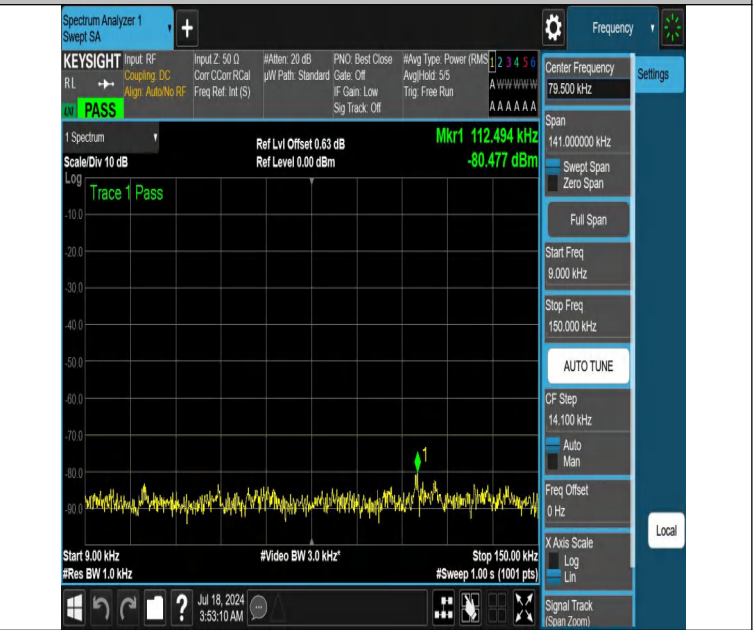 Spectrum Analyzer 1
Swept SA
+
Frequency
KEYSIGHT
RL
PASS
Input: RF
Coupling: DC
Align: Auto/No RF
Input Z: 50 Ω
Corr CCorr RCal
Freq Ref: Int (S)
#Atten: 20 dB
µW Path: Standard
PNO: Best Close
Gate: Off
IF Gain: Low
Sig Track: Off
#Avg Type: Power (RMS
Avg|Hold: 5/5
Trig: Free Run
1 2 3 4 5 6
A W W W W W
A A A A A A
1 Spectrum
Scale/Div 10 dB
Ref Lvl Offset 0.63 dB
Ref Level 0.00 dBm
Mkr1 112.494 kHz
-80.477 dBm
Log
Trace 1 Pass
-10.0
-20.0
-30.0
-40.0
-50.0
-60.0
-70.0
-80.0
-90.0
1
Start 9.00 kHz
#Res BW 1.0 kHz
#Video BW 3.0 kHz*
Stop 150.00 kHz
#Sweep 1.00 s (1001 pts)
Jul 18, 2024
3:53:10 AM
?
Center Frequency
79.500 kHz
Settings
Span
141.000000 kHz
Swept Span
Zero Span
Full Span
Start Freq
9.000 kHz
Stop Freq
150.000 kHz
AUTO TUNE
CF Step
14.100 kHz
Auto
Man
Freq Offset
0 Hz
X Axis Scale
Log
Lin
Local
Signal Track
(Span Zoom)